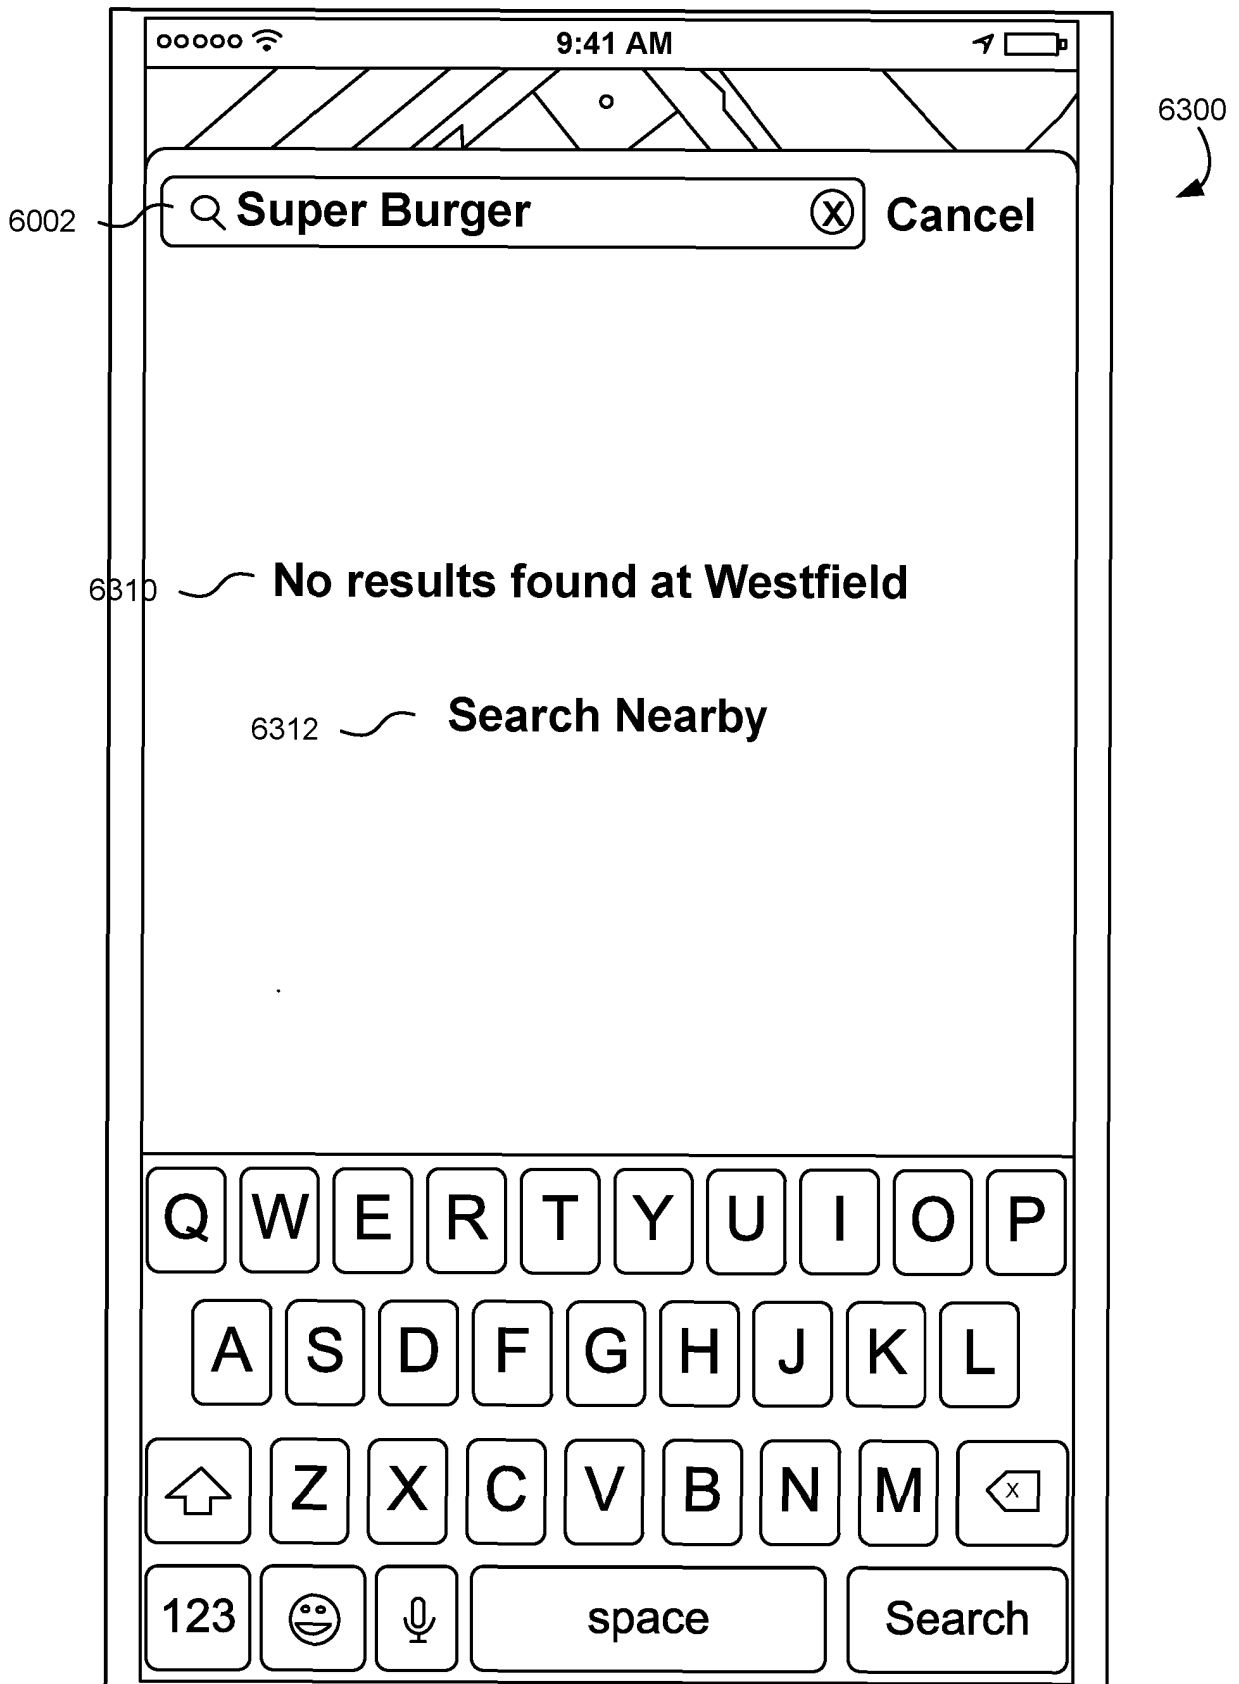 9:41 AM
6300
6002
Super Burger X Cancel
6310 No results found at Westfield
6312 Search Nearby
Q W E R T Y U I O P
A S D F G H J K L
Z X C V B N M X
123 space Search